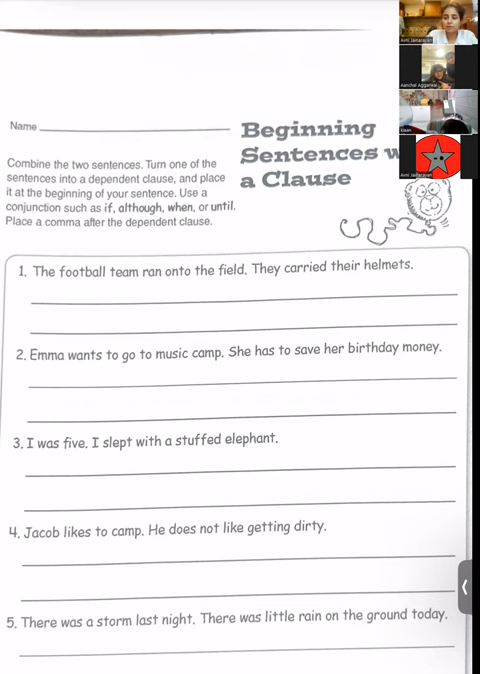 Name
Beginning
Sentences w
a Clause
Combine the two sentences. Turn one of the
sentences into a dependent clause, and place
it at the beginning of your sentence. Use a
conjunction such as if, although, when, or until.
Place a comma after the dependent clause.
1. The football team ran onto the field. They carried their helmets.
2. Emma wants to go to music camp. She has to save her birthday money.
3. I was five. I slept with a stuffed elephant.
4. Jacob likes to camp. He does not like getting dirty.
5. There was a storm last night. There was little rain on the ground today.
Aanchal Aggarwal